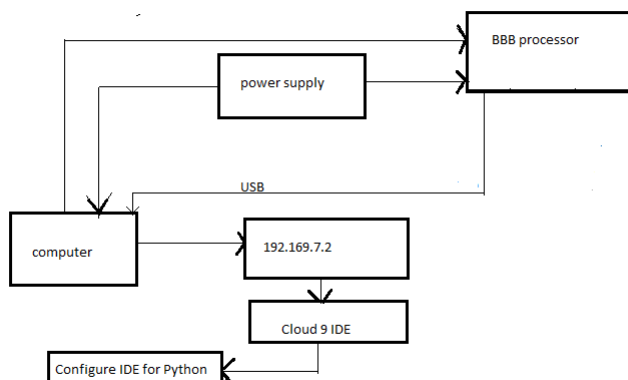 BBB processor
power supply
USB
computer
192.169.7.2
Cloud 9 IDE
Configure IDE for Python